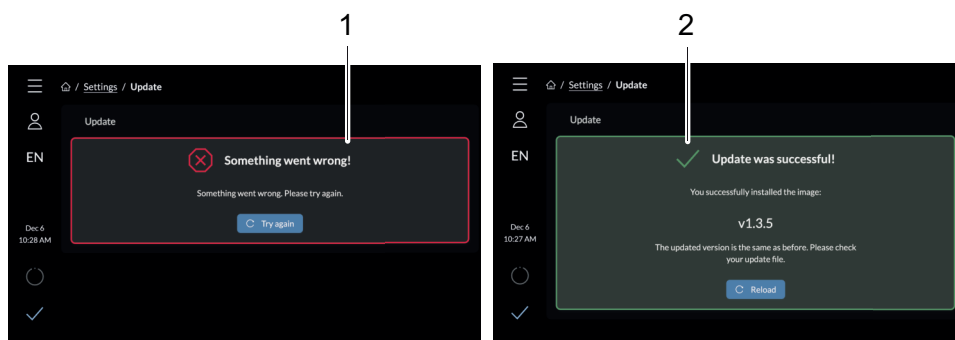 1
2
/ Settings / Update
Update
EN
Something went wrong!
Something went wrong. Please try again.
Try again
Dec 6
10:28 AM
/ Settings / Update
Update
EN
Update was successful!
You successfully installed the image:
v1.3.5
The updated version is the same as before. Please check
your update file.
Reload
Dec 6
10:27 AM